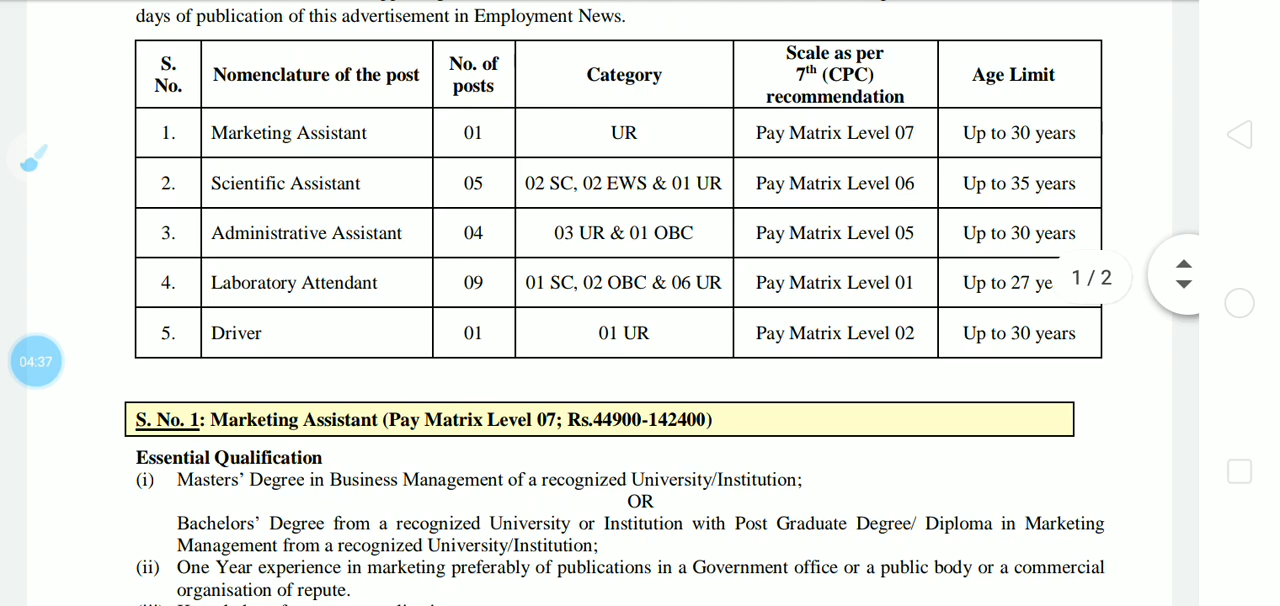 days of publication of this advertisement in Employment News.
S. No. Nomenclature of the post No. of posts Category Scale as per 7th (CPC) recommendation Age Limit
1. Marketing Assistant 01 UR Pay Matrix Level 07 Up to 30 years
2. Scientific Assistant 05 02 SC, 02 EWS & 01 UR Pay Matrix Level 06 Up to 35 years
3. Administrative Assistant 04 03 UR & 01 OBC Pay Matrix Level 05 Up to 30 years
4. Laboratory Attendant 09 01 SC, 02 OBC & 06 UR Pay Matrix Level 01 Up to 27 ye
1 / 2
5. Driver 01 01 UR Pay Matrix Level 02 Up to 30 years
04:37
S. No. 1: Marketing Assistant (Pay Matrix Level 07; Rs.44900-142400)
Essential Qualification
(i) Masters’ Degree in Business Management of a recognized University/Institution;
OR
Bachelors’ Degree from a recognized University or Institution with Post Graduate Degree/ Diploma in Marketing
Management from a recognized University/Institution;
(ii) One Year experience in marketing preferably of publications in a Government office or a public body or a commercial
organisation of repute.